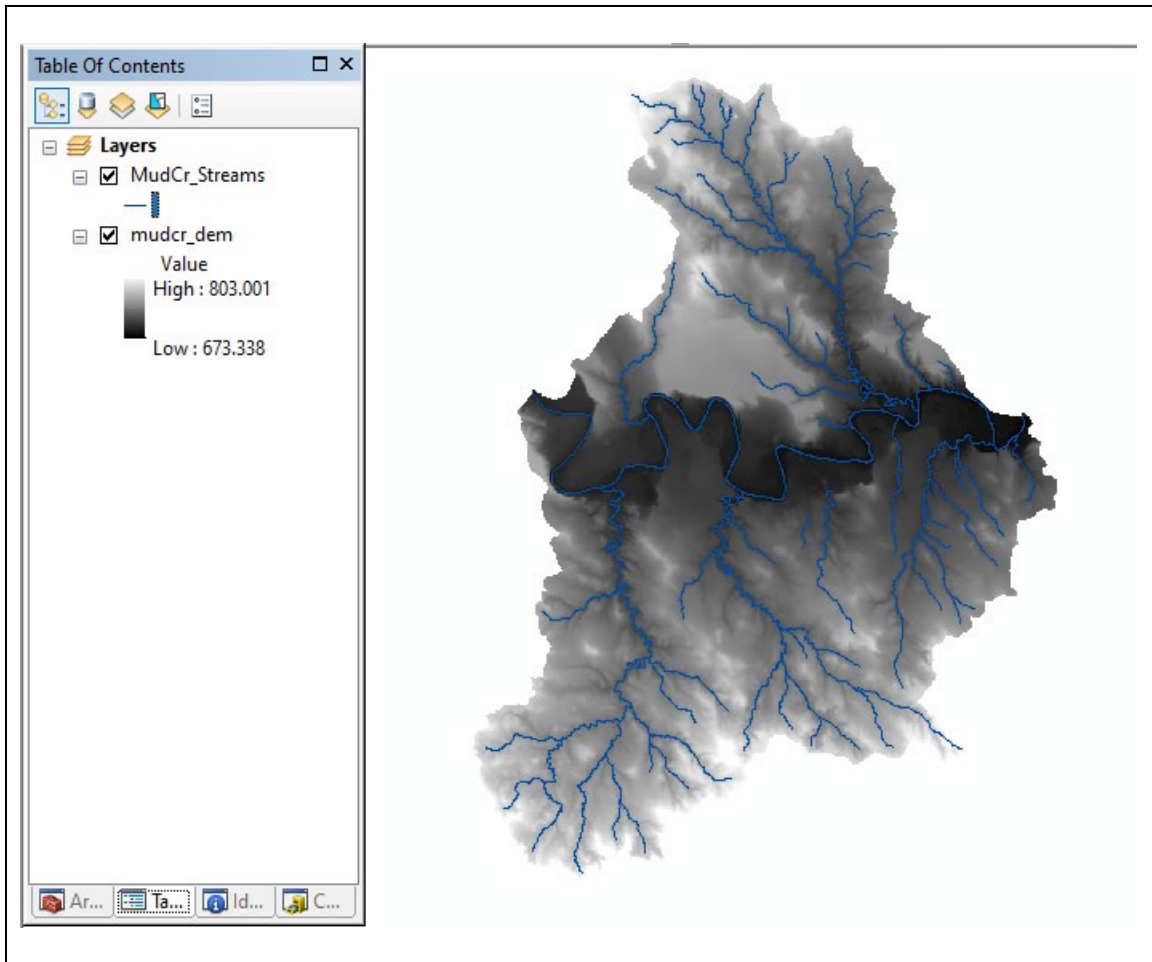 Table Of Contents
Layers
MudCr_Streams
mudcr_dem
Value
High : 803.001
Low : 673.338
Ar... Ta... Id... C...